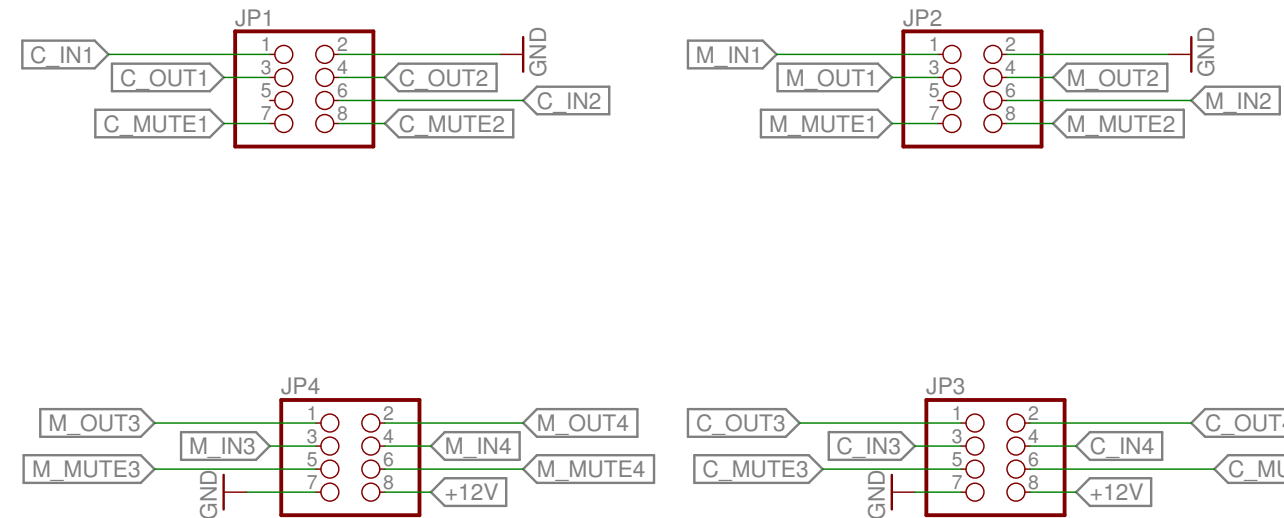 JP1 JP2
C_IN1 1 2 GND M_IN1 1 2 GND
C_OUT1 3 4 C_OUT2 M_OUT1 3 4 M_OUT2
5 6 C_IN2 5 6 M_IN2
C_MUTE1 7 8 C_MUTE2 M_MUTE1 7 8 M_MUTE2
JP4 JP3
M_OUT3 1 2 M_OUT4 C_OUT3 1 2 C_OUT4
M_IN3 3 4 M_IN4 C_IN3 3 4 C_IN4
M_MUTE3 5 6 M_MUTE4 C_MUTE3 5 6 C_MU
GND 7 8 +12V GND 7 8 +12V